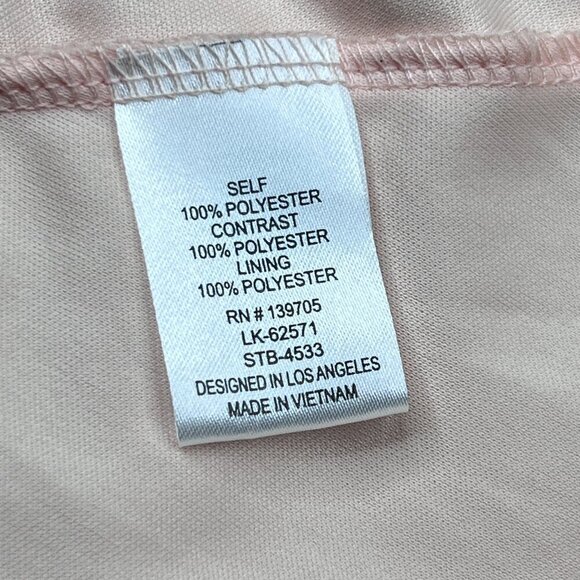 SELF
100% POLYESTER
CONTRAST
100% POLYESTER
LINING
100% POLYESTER
RN # 139705
LK-62571
STB-4533
DESIGNED IN LOS ANGELES
MADE IN VIETNAM